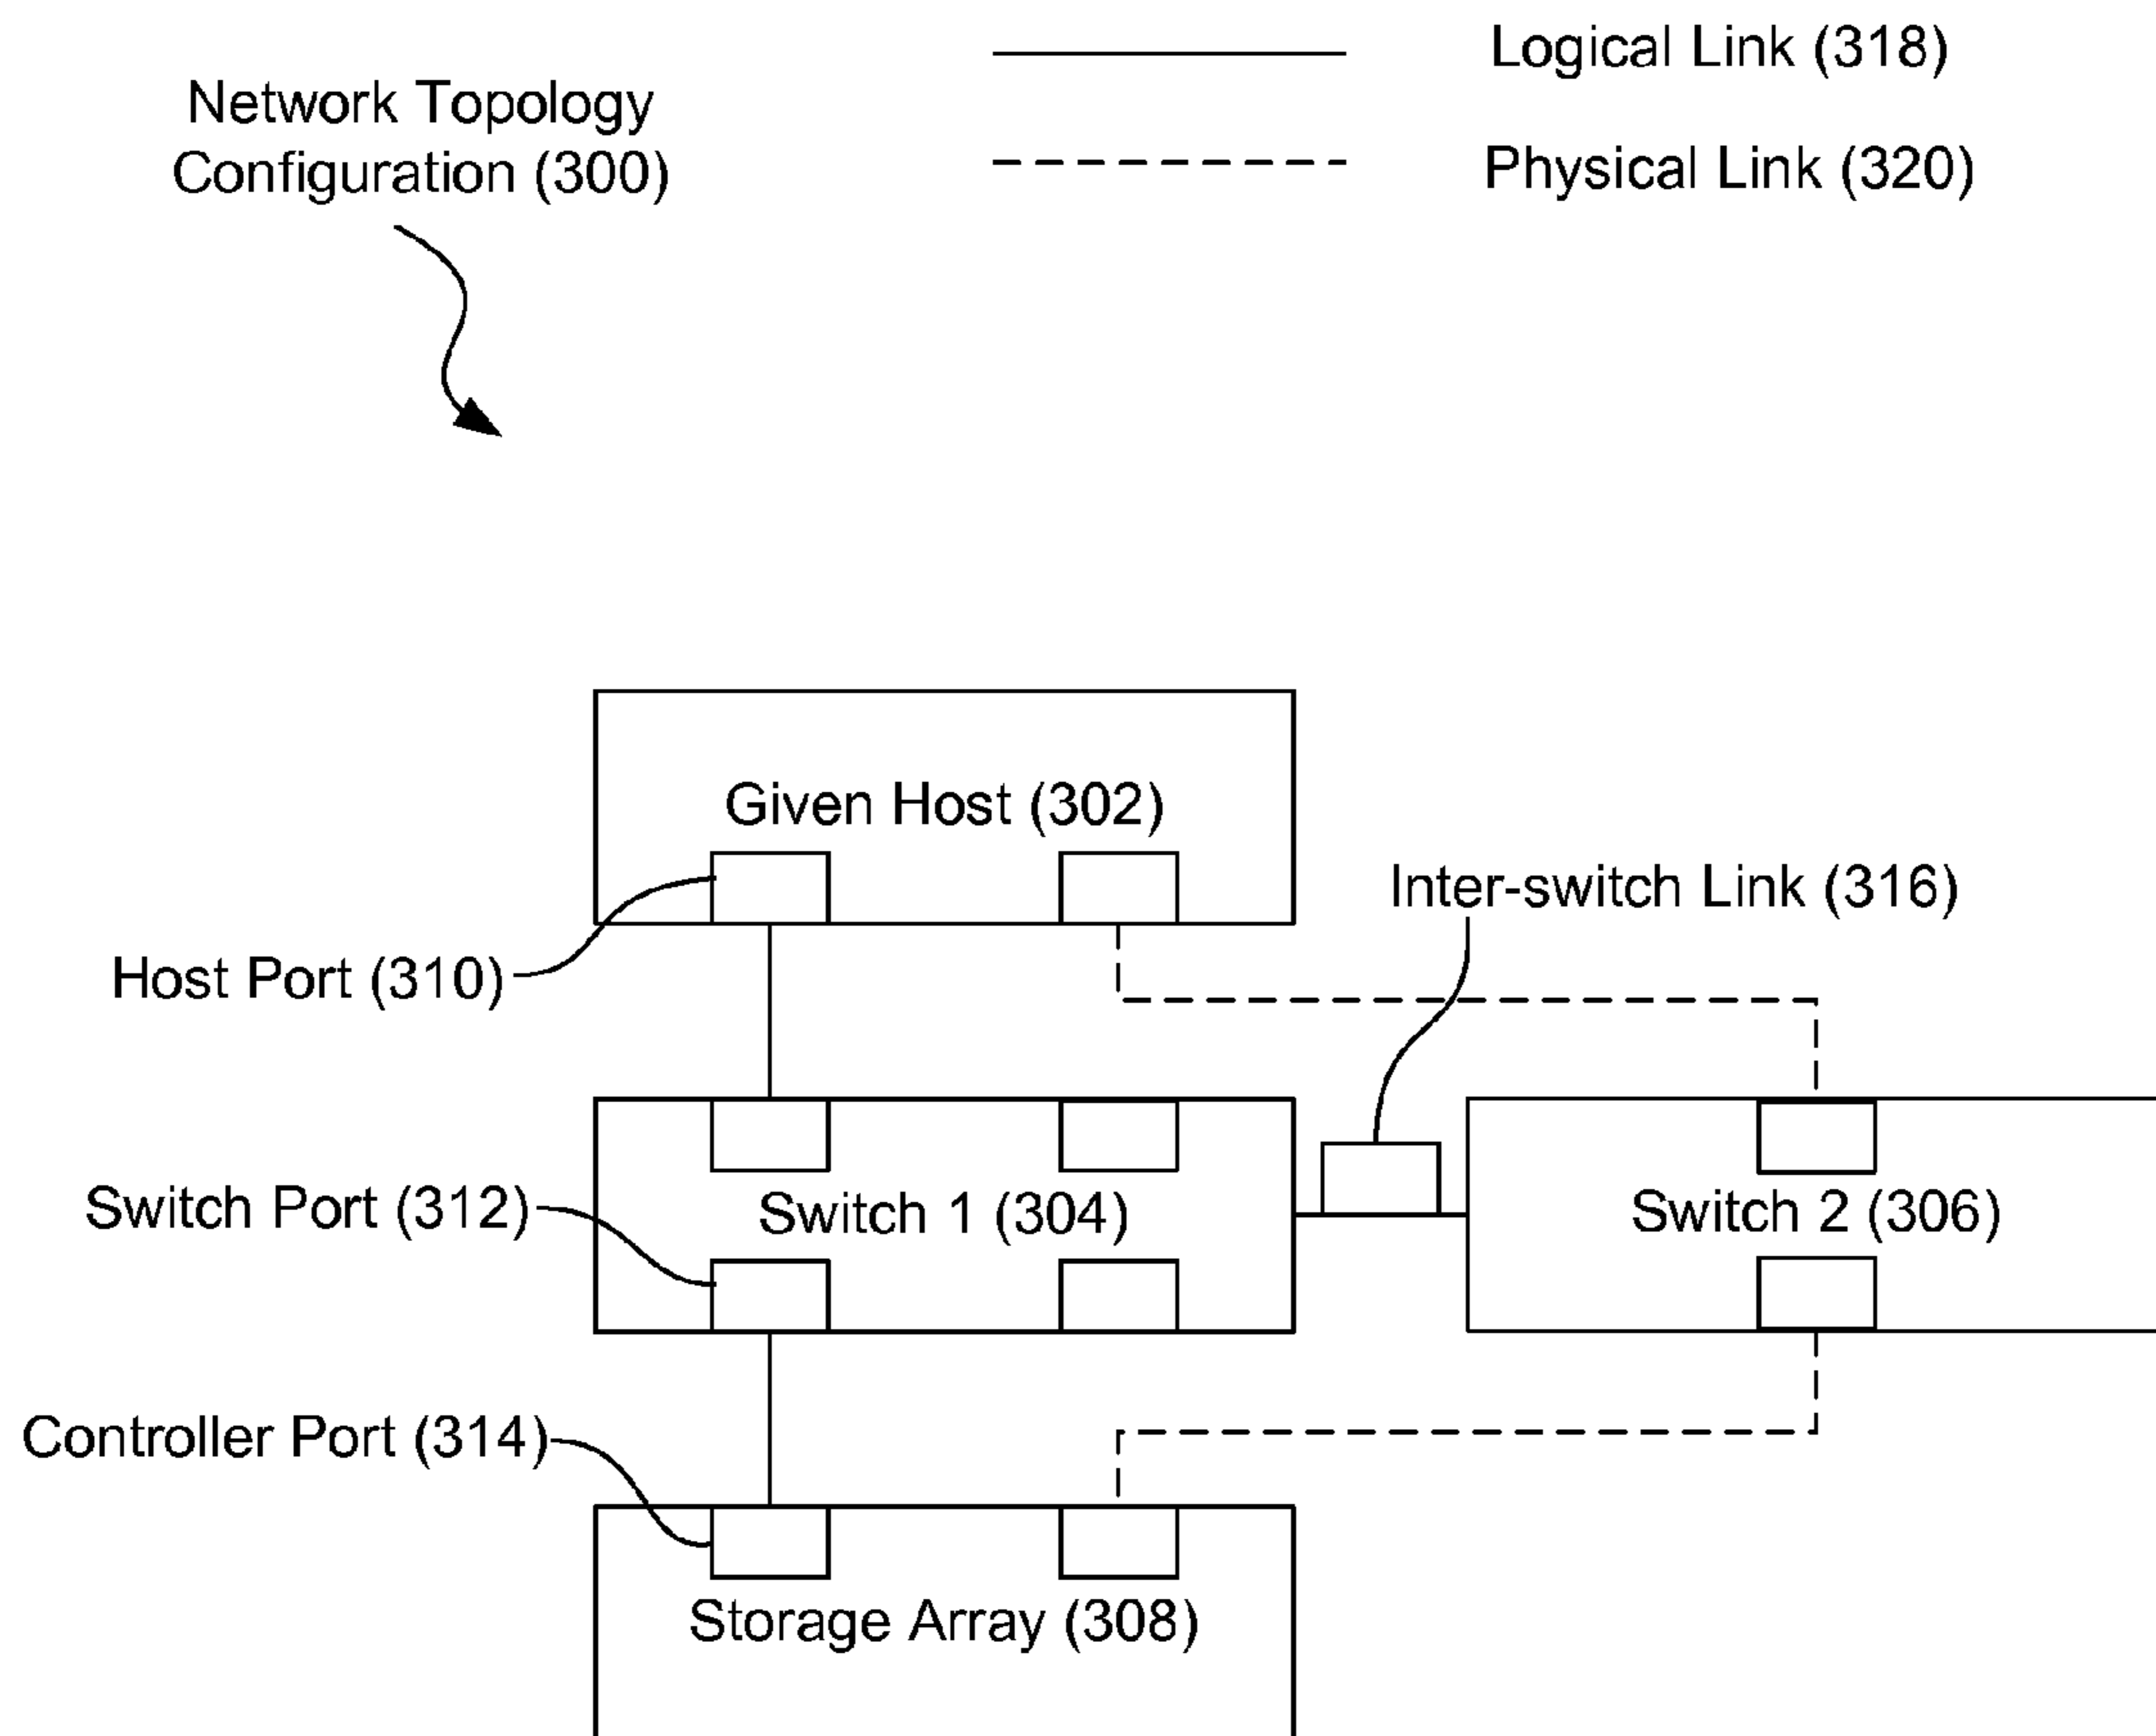 Logical Link (318)
Network Topology
Configuration (300)
Physical Link (320)
Given Host (302)
Inter-switch Link (316)
Host Port (310)
Switch Port (312)
Switch 1 (304)
Switch 2 (306)
Controller Port (314)
Storage Array (308)